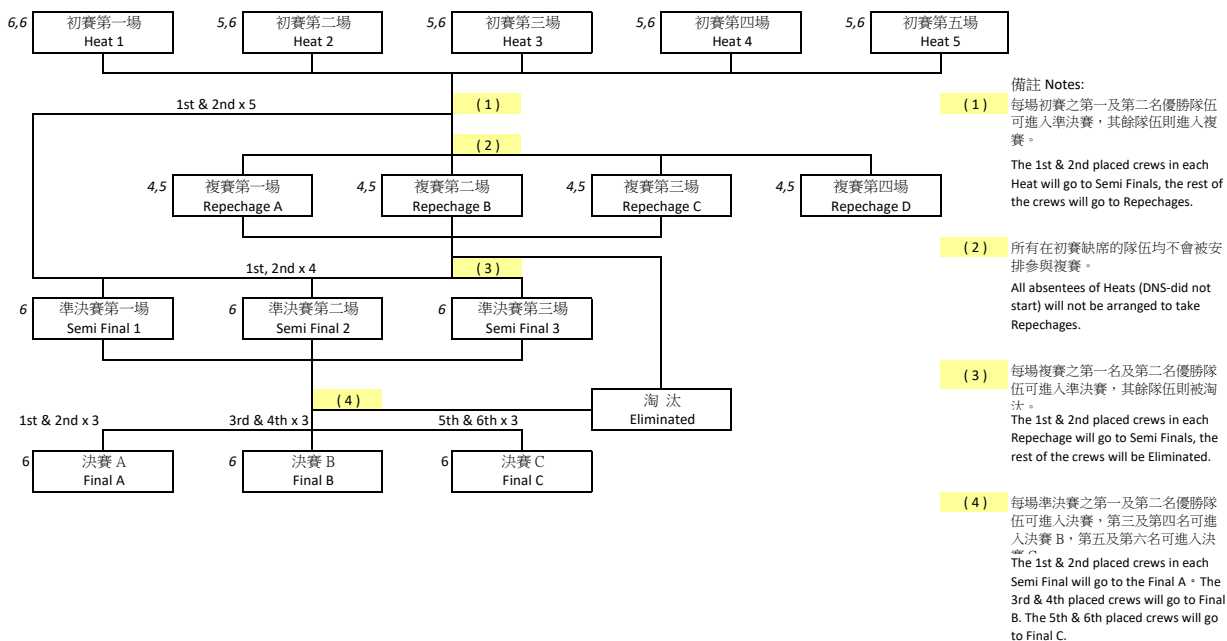 6,6 初賽第一場 5,6 初賽第二場 5,6 初賽第三場 5,6 初賽第四場 5,6 初賽第五場
Heat 1 Heat 2 Heat 3 Heat 4 Heat 5
1st & 2nd x 5 ( 1 )
( 2 )
4,5 複賽第一場 4,5 複賽第二場 4,5 複賽第三場 4,5 複賽第四場
Repechage A Repechage B Repechage C Repechage D
1st, 2nd x 4 ( 3 )
6 準決賽第一場 6 準決賽第二場 6 準決賽第三場
Semi Final 1 Semi Final 2 Semi Final 3
( 4 ) 淘 汰
Eliminated
1st & 2nd x 3 3rd & 4th x 3 5th & 6th x 3
6 決賽 A 6 決賽 B 6 決賽 C
Final A Final B Final C
備註 Notes:
( 1 ) 每場初賽之第一及第二名優勝隊伍
可進入準決賽，其餘隊伍則進入複
賽。
The 1st & 2nd placed crews in each
Heat will go to Semi Finals, the rest of
the crews will go to Repechages.
( 2 ) 所有在初賽缺席的隊伍均不會被安
排參與複賽。
All absentees of Heats (DNS-did not
start) will not be arranged to take
Repechages.
( 3 ) 每場複賽之第一名及第二名優勝隊
伍可進入準決賽，其餘隊伍則被淘
汰。
The 1st & 2nd placed crews in each
Repechage will go to Semi Finals, the
rest of the crews will be Eliminated.
( 4 ) 每場準決賽之第一及第二名優勝隊
伍可進入決賽，第三及第四名可進
入決賽 B，第五及第六名可進入決
The 1st & 2nd placed crews in each
Semi Final will go to the Final A。The
3rd & 4th placed crews will go to Final
B. The 5th & 6th placed crews will go
to Final C.